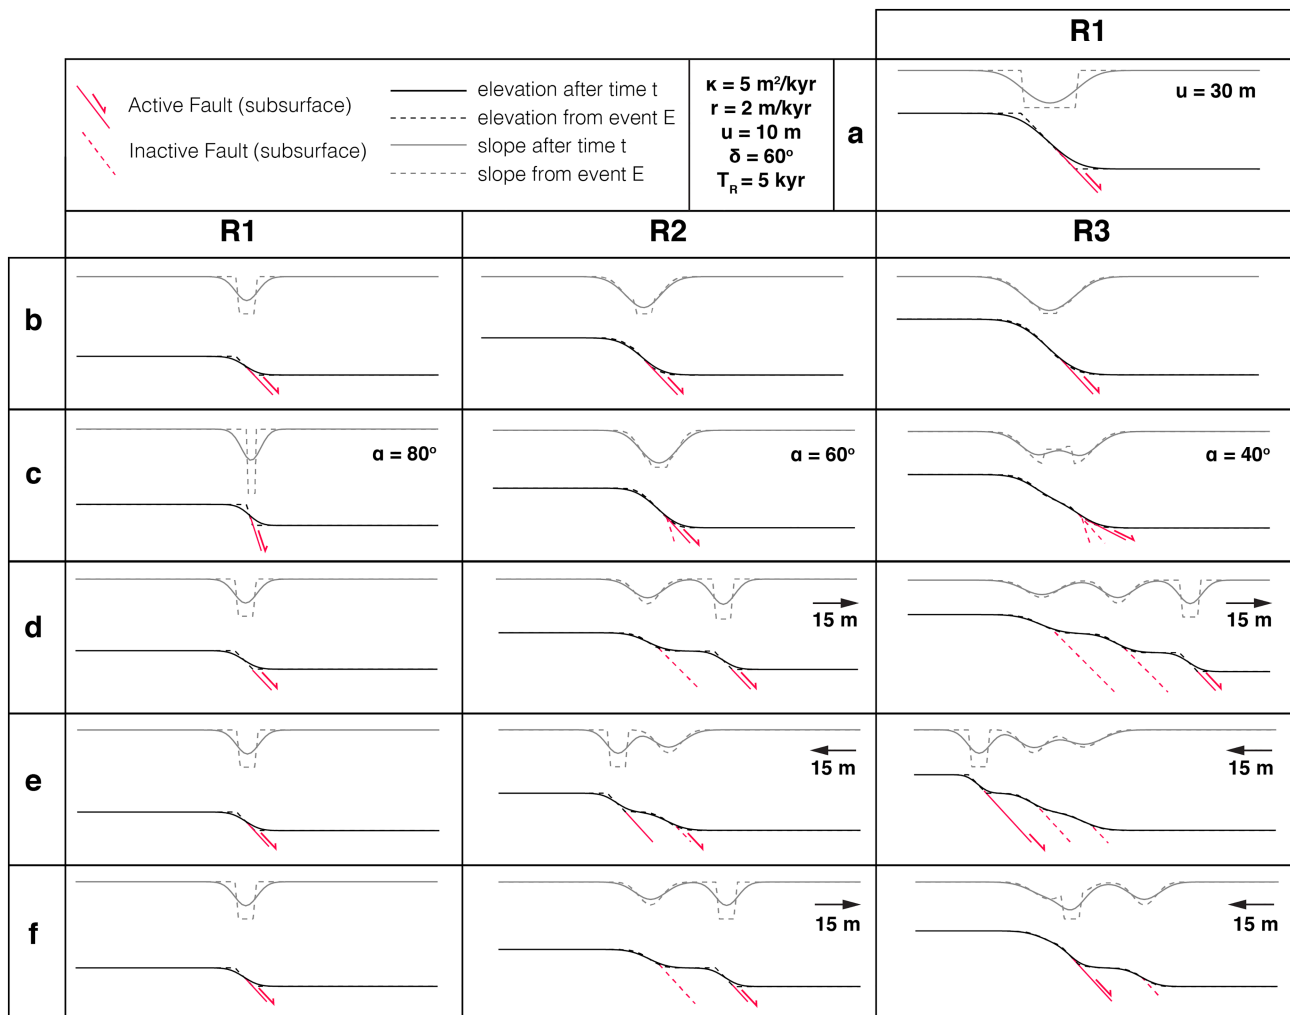 R1
Active Fault (subsurface)
Inactive Fault (subsurface)
elevation after time t
elevation from event E
slope after time t
slope from event E
κ = 5 m²/kyr
r = 2 m/kyr
u = 10 m
δ = 60°
T_R = 5 kyr
a
u = 30 m
R1
R2
R3
b
c
α = 80°
α = 60°
α = 40°
d
15 m
15 m
e
15 m
15 m
f
15 m
15 m